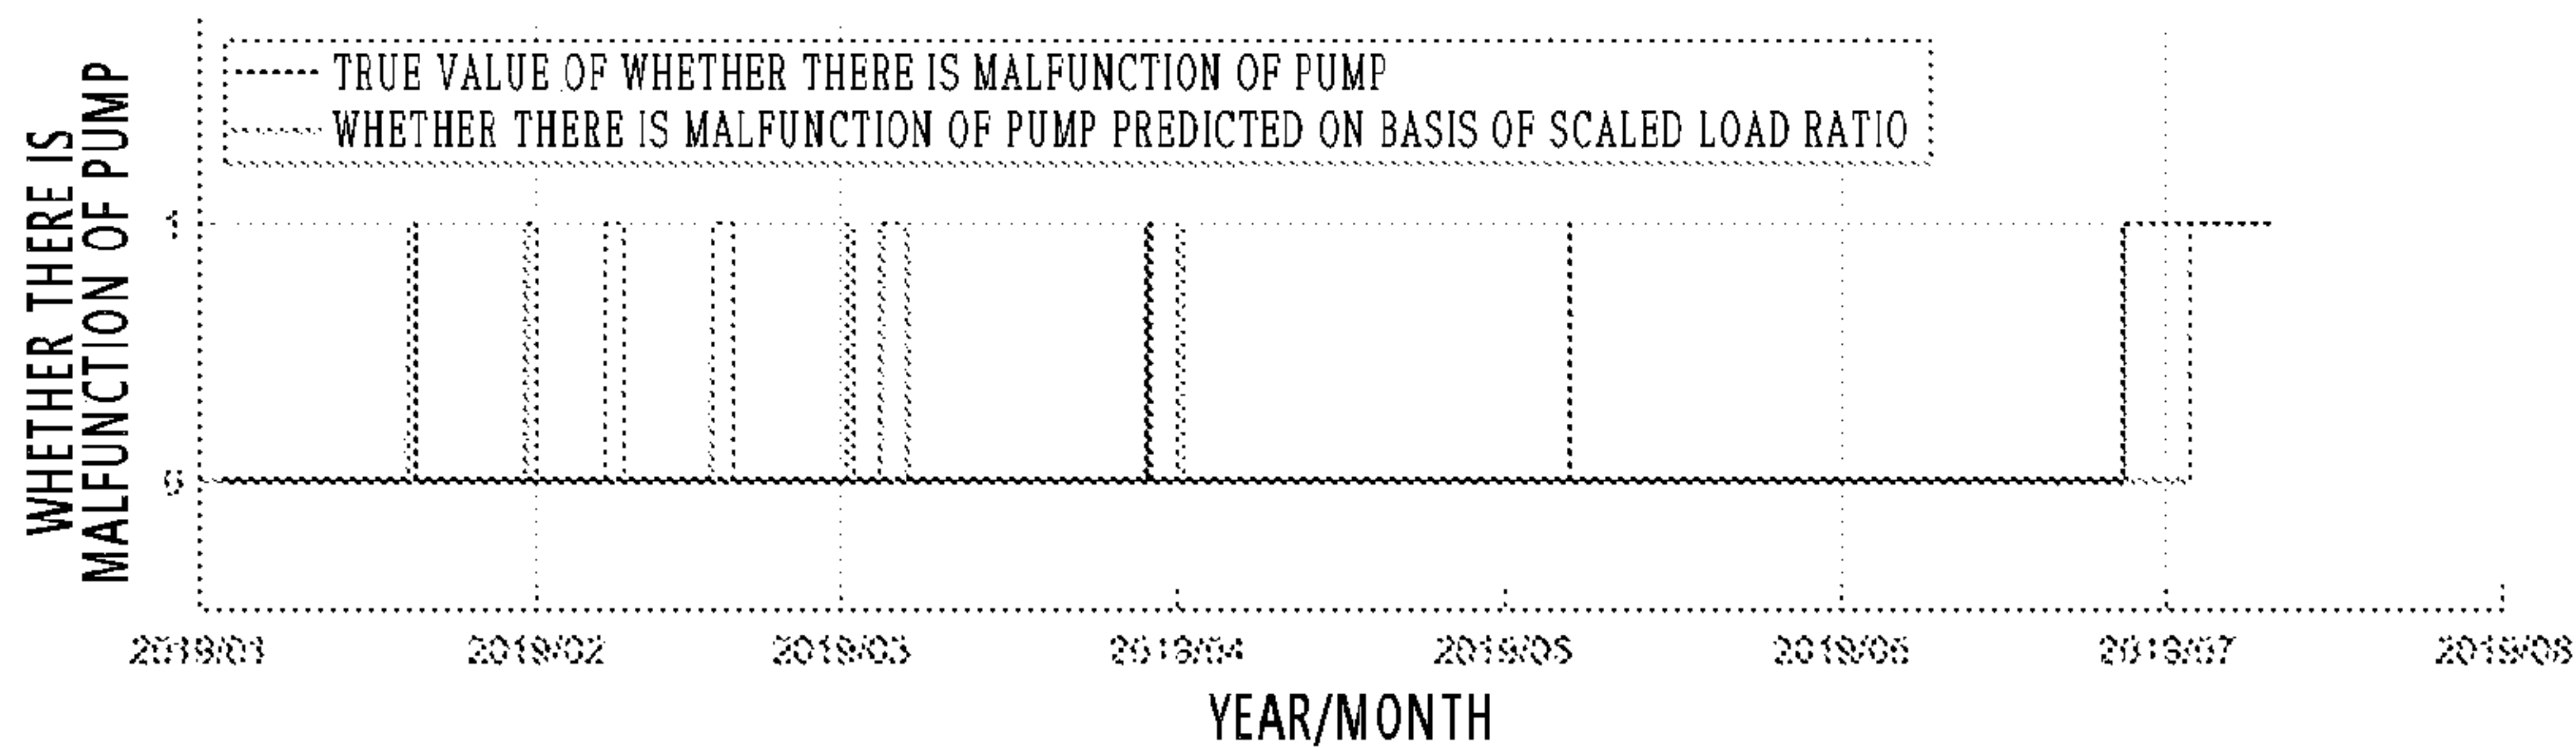 WHETHER THERE IS
MALFUNCTION OF PUMP
TRUE VALUE OF WHETHER THERE IS MALFUNCTION OF PUMP
WHETHER THERE IS MALFUNCTION OF PUMP PREDICTED ON BASIS OF SCALED LOAD RATIO
1
0
2019/01 2019/02 2019/03 2019/04 2019/05 2019/06 2019/07 2019/08
YEAR/MONTH